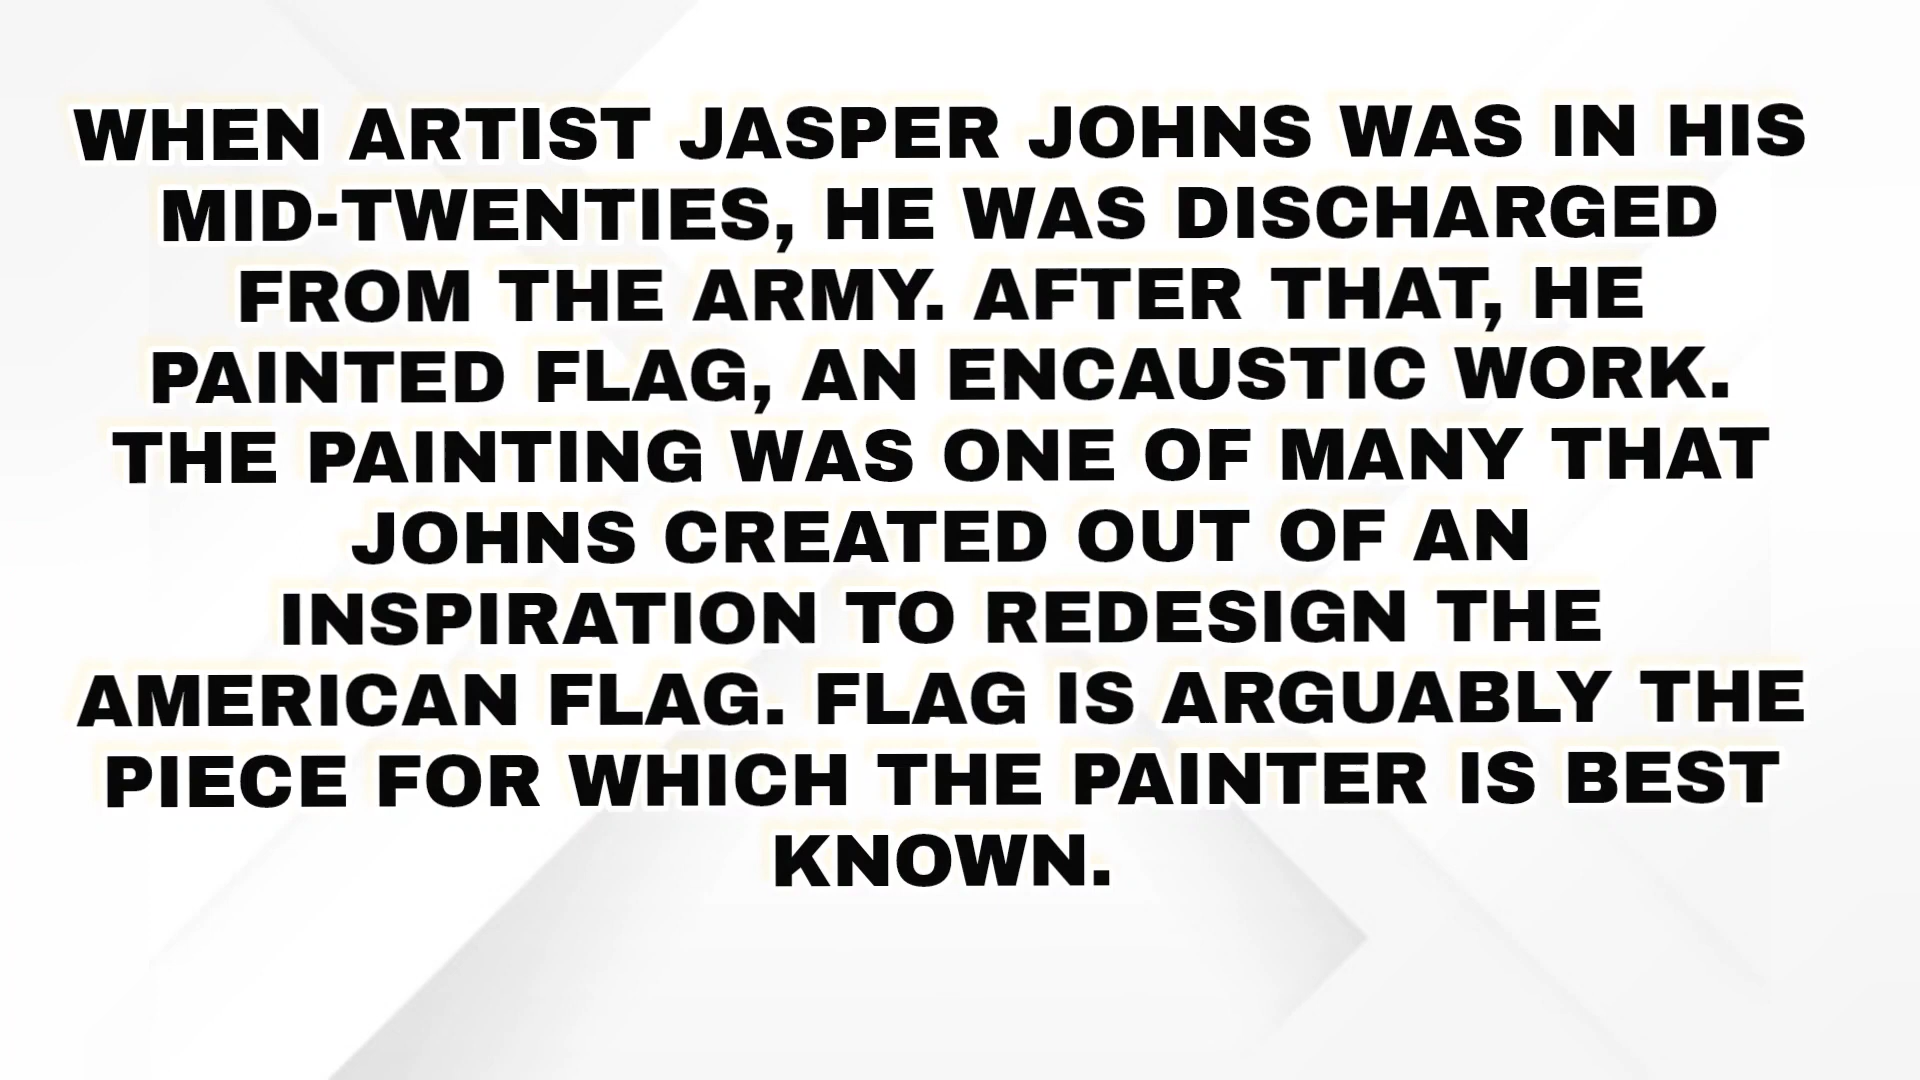 WHEN ARTIST JASPER JOHNS WAS IN HIS
MID-TWENTIES, HE WAS DISCHARGED
FROM THE ARMY. AFTER THAT, HE
PAINTED FLAG, AN ENCAUSTIC WORK.
THE PAINTING WAS ONE OF MANY THAT
JOHNS CREATED OUT OF AN
INSPIRATION TO REDESIGN THE
AMERICAN FLAG. FLAG IS ARGUABLY THE
PIECE FOR WHICH THE PAINTER IS BEST
KNOWN.